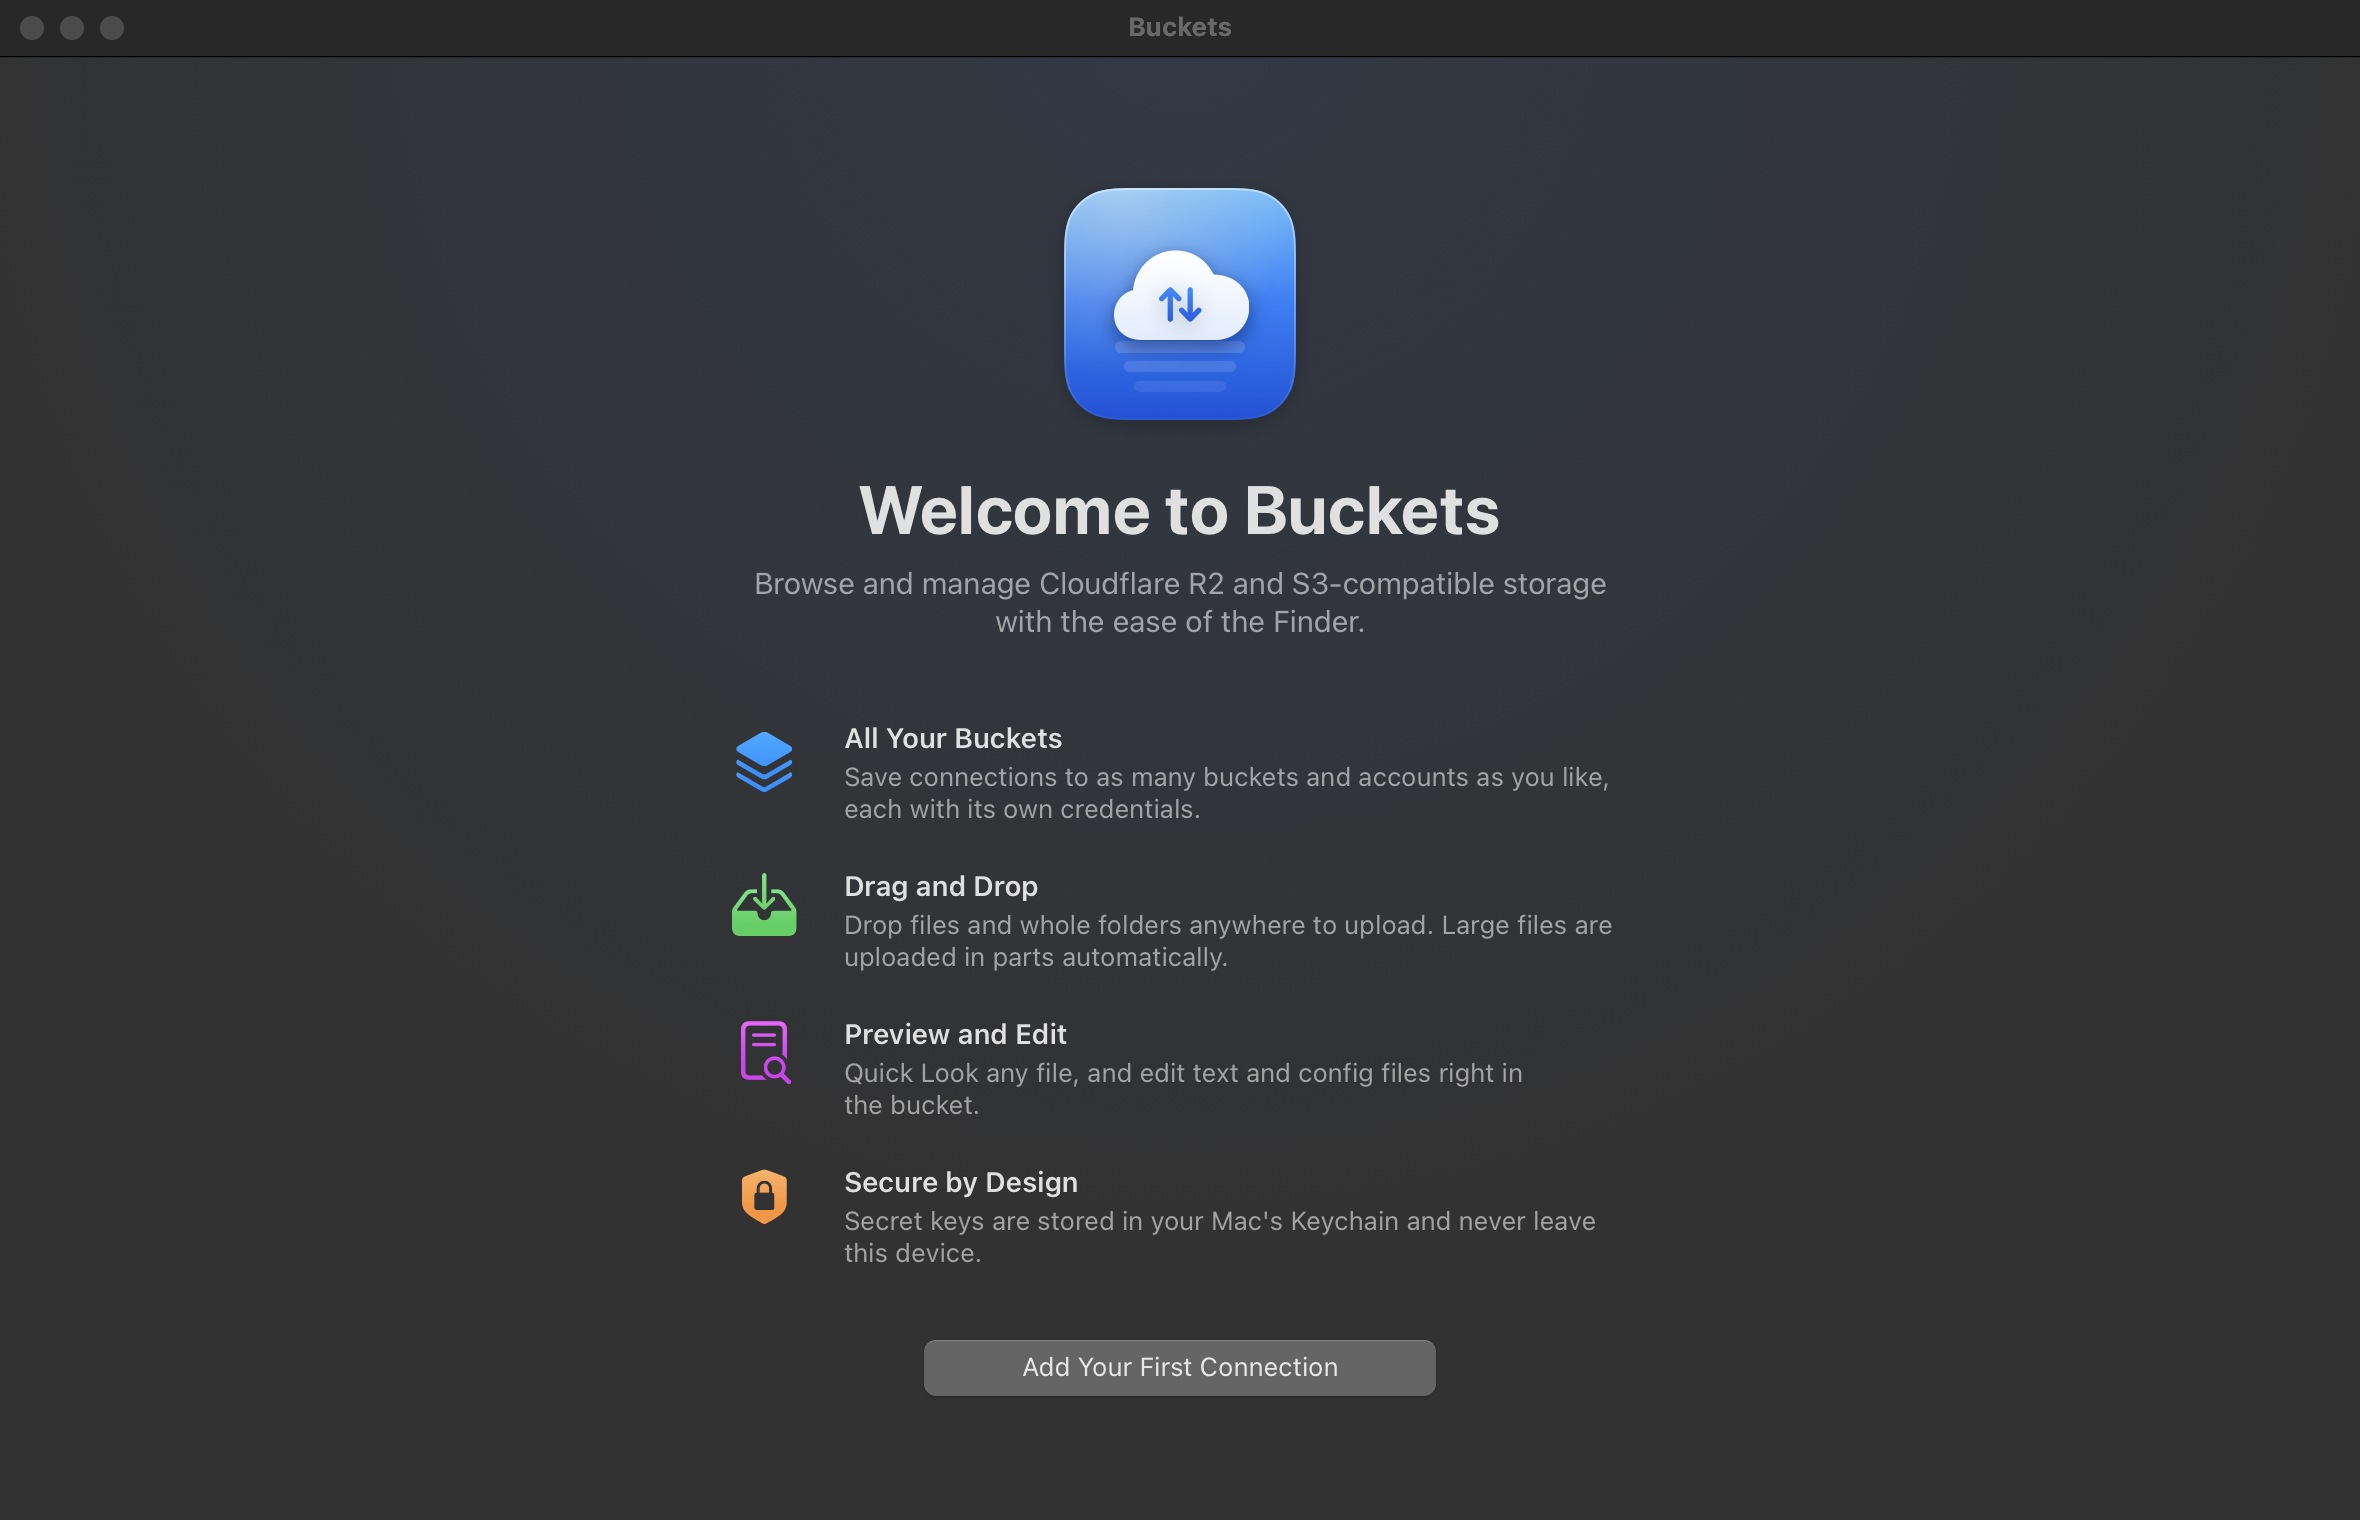 Buckets
Welcome to Buckets
Browse and manage Cloudflare R2 and S3-compatible storage
with the ease of the Finder.
All Your Buckets
Save connections to as many buckets and accounts as you like,
each with its own credentials.
Drag and Drop
Drop files and whole folders anywhere to upload. Large files are
uploaded in parts automatically.
Preview and Edit
Quick Look any file, and edit text and config files right in
the bucket.
Secure by Design
Secret keys are stored in your Mac's Keychain and never leave
this device.
Add Your First Connection